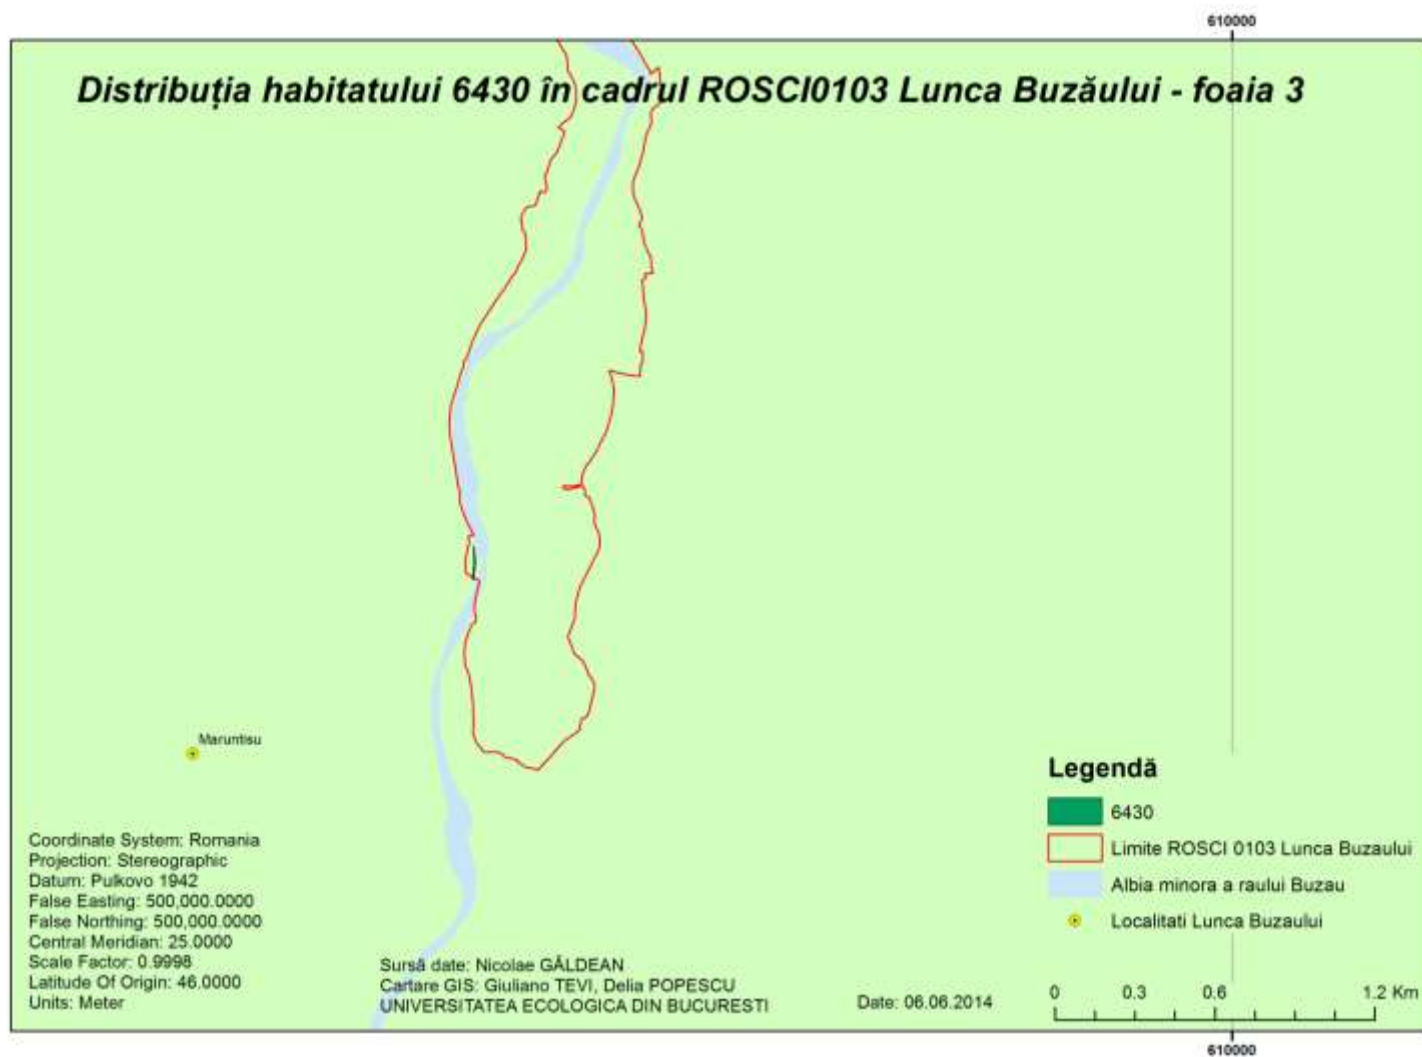 610000
Distribuția habitatului 6430 în cadrul ROSCI0103 Lunca Buzăului - foaia 3
Maruntisu
Coordinate System: Romania
Projection: Stereographic
Datum: Pulkovo 1942
False Easting: 500,000.0000
False Northing: 500,000.0000
Central Meridian: 25.0000
Scale Factor: 0.9998
Latitude Of Origin: 46.0000
Units: Meter
Sursă date: Nicolae GÂLDEAN
Cartare GIS: Giuliano TEVI, Delia POPESCU
UNIVERSITATEA ECOLOGICA DIN BUCURESTI
Date: 06.06.2014
Legendă
6430
Limite ROSCI 0103 Lunca Buzaului
Albia minora a raului Buzau
Localitati Lunca Buzaului
0 0.3 0.6 1.2 Km
610000